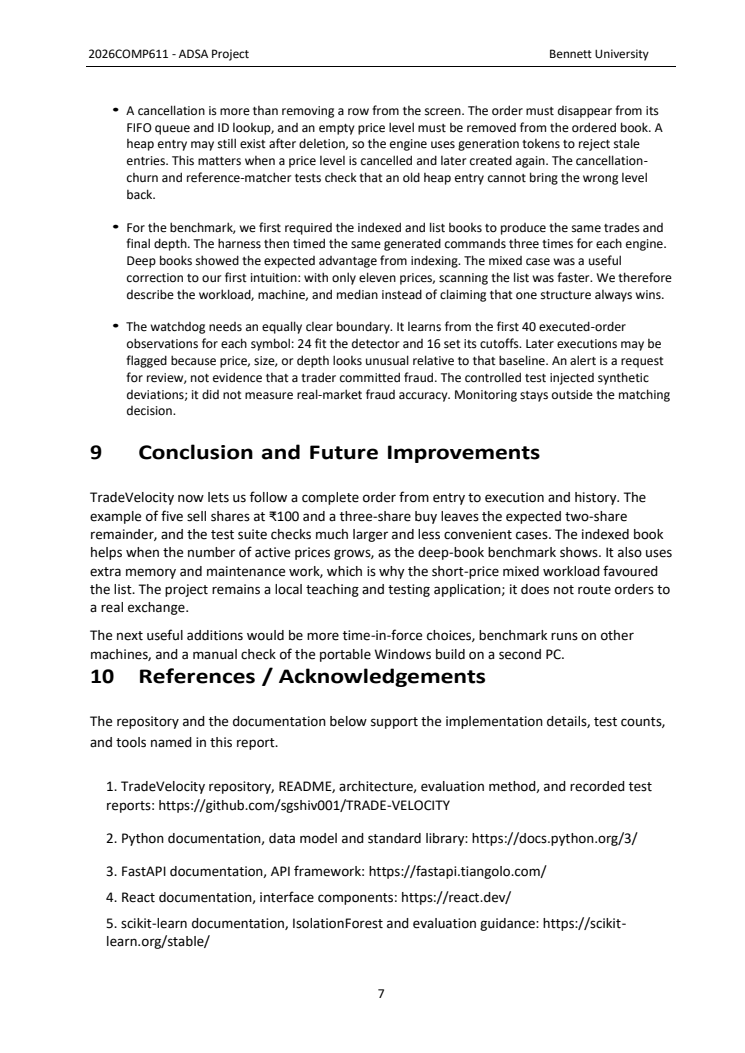 2026COMP611 - ADSA Project Bennett University
• A cancellation is more than removing a row from the screen. The order must disappear from its
FIFO queue and ID lookup, and an empty price level must be removed from the ordered book. A
heap entry may still exist after deletion, so the engine uses generation tokens to reject stale
entries. This matters when a price level is cancelled and later created again. The cancellation-
churn and reference-matcher tests check that an old heap entry cannot bring the wrong level
back.
• For the benchmark, we first required the indexed and list books to produce the same trades and
final depth. The harness then timed the same generated commands three times for each engine.
Deep books showed the expected advantage from indexing. The mixed case was a useful
correction to our first intuition: with only eleven prices, scanning the list was faster. We therefore
describe the workload, machine, and median instead of claiming that one structure always wins.
• The watchdog needs an equally clear boundary. It learns from the first 40 executed-order
observations for each symbol: 24 fit the detector and 16 set its cutoffs. Later executions may be
flagged because price, size, or depth looks unusual relative to that baseline. An alert is a request
for review, not evidence that a trader committed fraud. The controlled test injected synthetic
deviations; it did not measure real-market fraud accuracy. Monitoring stays outside the matching
decision.
9 Conclusion and Future Improvements
TradeVelocity now lets us follow a complete order from entry to execution and history. The
example of five sell shares at ₹100 and a three-share buy leaves the expected two-share
remainder, and the test suite checks much larger and less convenient cases. The indexed book
helps when the number of active prices grows, as the deep-book benchmark shows. It also uses
extra memory and maintenance work, which is why the short-price mixed workload favoured
the list. The project remains a local teaching and testing application; it does not route orders to
a real exchange.
The next useful additions would be more time-in-force choices, benchmark runs on other
machines, and a manual check of the portable Windows build on a second PC.
10 References / Acknowledgements
The repository and the documentation below support the implementation details, test counts,
and tools named in this report.
1. TradeVelocity repository, README, architecture, evaluation method, and recorded test
reports: https://github.com/sgshiv001/TRADE-VELOCITY
2. Python documentation, data model and standard library: https://docs.python.org/3/
3. FastAPI documentation, API framework: https://fastapi.tiangolo.com/
4. React documentation, interface components: https://react.dev/
5. scikit-learn documentation, IsolationForest and evaluation guidance: https://scikit-
learn.org/stable/
7